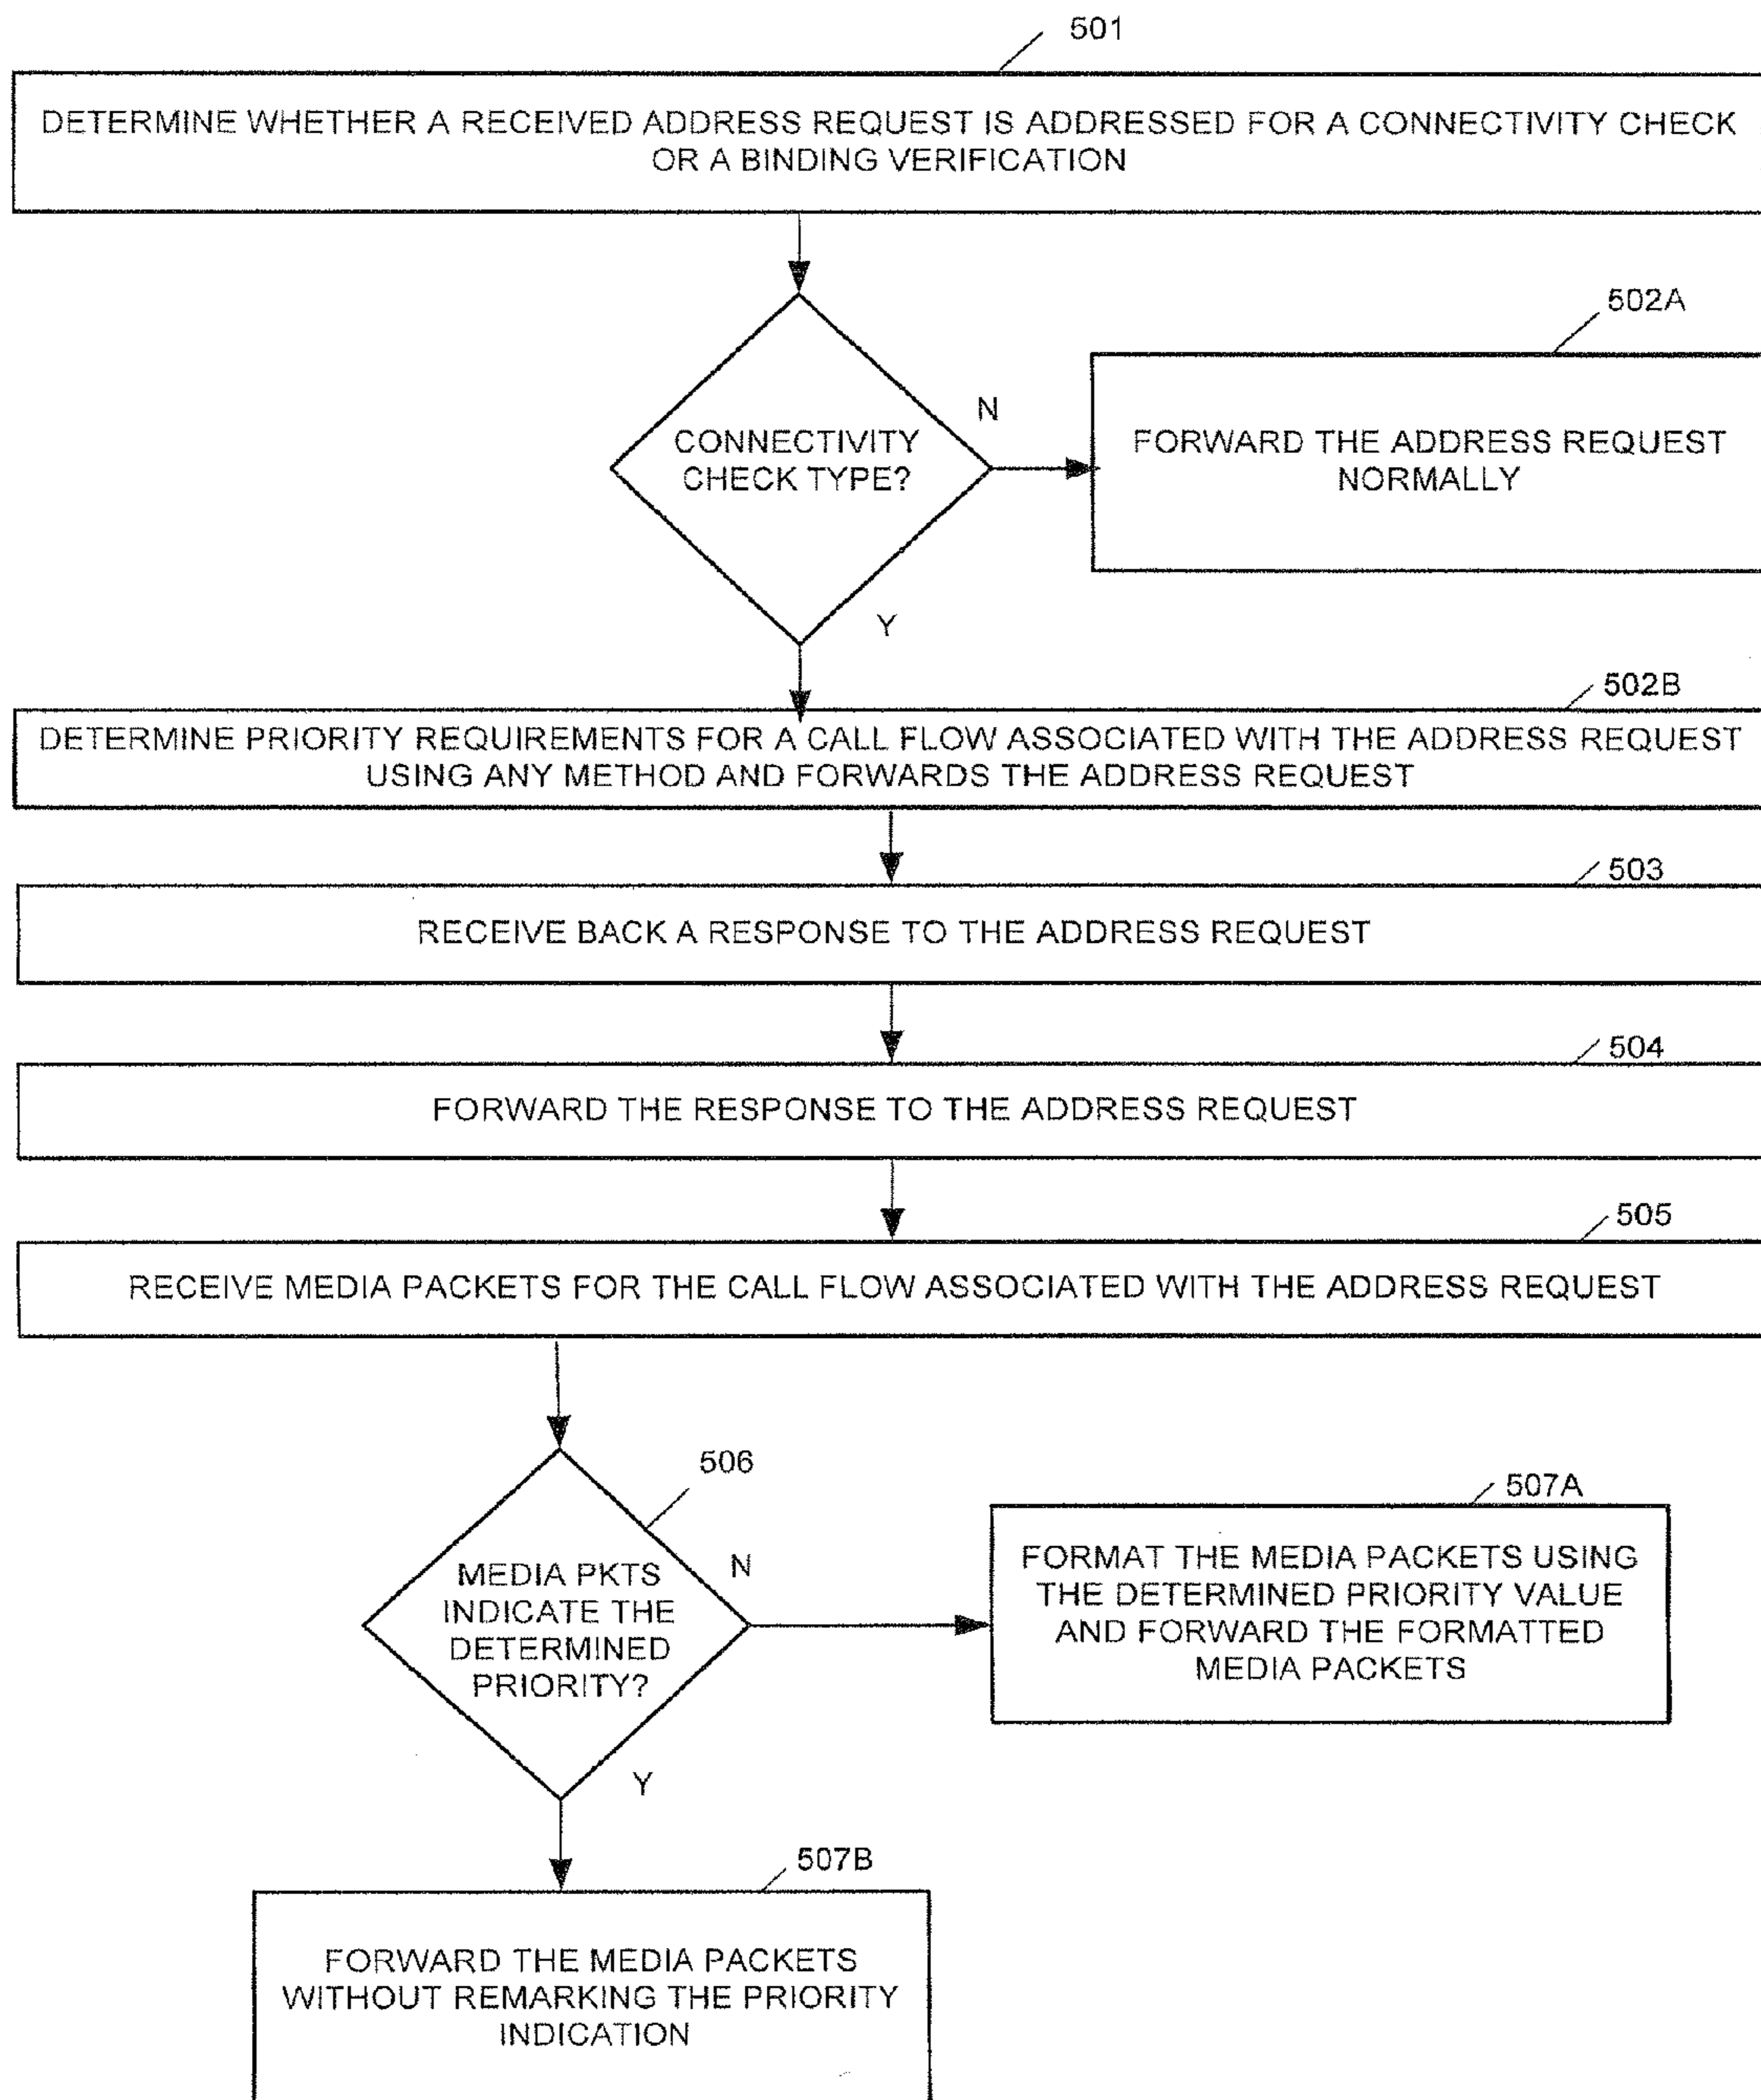 501
DETERMINE WHETHER A RECEIVED ADDRESS REQUEST IS ADDRESSED FOR A CONNECTIVITY CHECK
OR A BINDING VERIFICATION
502A
N
CONNECTIVITY
CHECK TYPE?
FORWARD THE ADDRESS REQUEST
NORMALLY
Y
502B
DETERMINE PRIORITY REQUIREMENTS FOR A CALL FLOW ASSOCIATED WITH THE ADDRESS REQUEST
USING ANY METHOD AND FORWARDS THE ADDRESS REQUEST
503
RECEIVE BACK A RESPONSE TO THE ADDRESS REQUEST
504
FORWARD THE RESPONSE TO THE ADDRESS REQUEST
505
RECEIVE MEDIA PACKETS FOR THE CALL FLOW ASSOCIATED WITH THE ADDRESS REQUEST
506
507A
N
MEDIA PKTS
INDICATE THE
DETERMINED
PRIORITY?
FORMAT THE MEDIA PACKETS USING
THE DETERMINED PRIORITY VALUE
AND FORWARD THE FORMATTED
MEDIA PACKETS
Y
507B
FORWARD THE MEDIA PACKETS
WITHOUT REMARKING THE PRIORITY
INDICATION